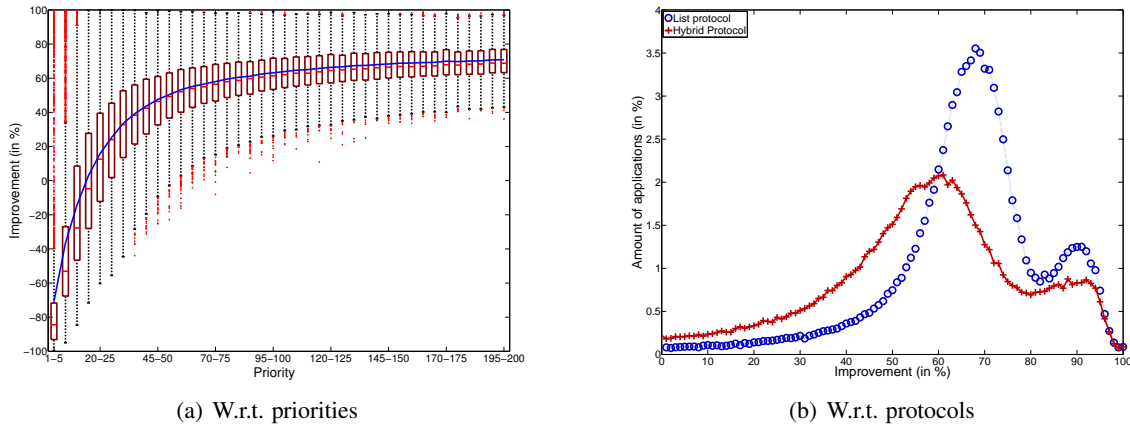 100
80
60
40
20
0
−20
−40
−60
−80
−100
Improvement (in %)
1−5 20−25 45−50 70−75 95−100 120−125 145−150 170−175 195−200
Priority
(a) W.r.t. priorities
List protocol
Hybrid Protocol
4
3.5
3
2.5
2
1.5
1
0.5
0
Amount of applications (in %)
0 10 20 30 40 50 60 70 80 90 100
Improvement (in %)
(b) W.r.t. protocols